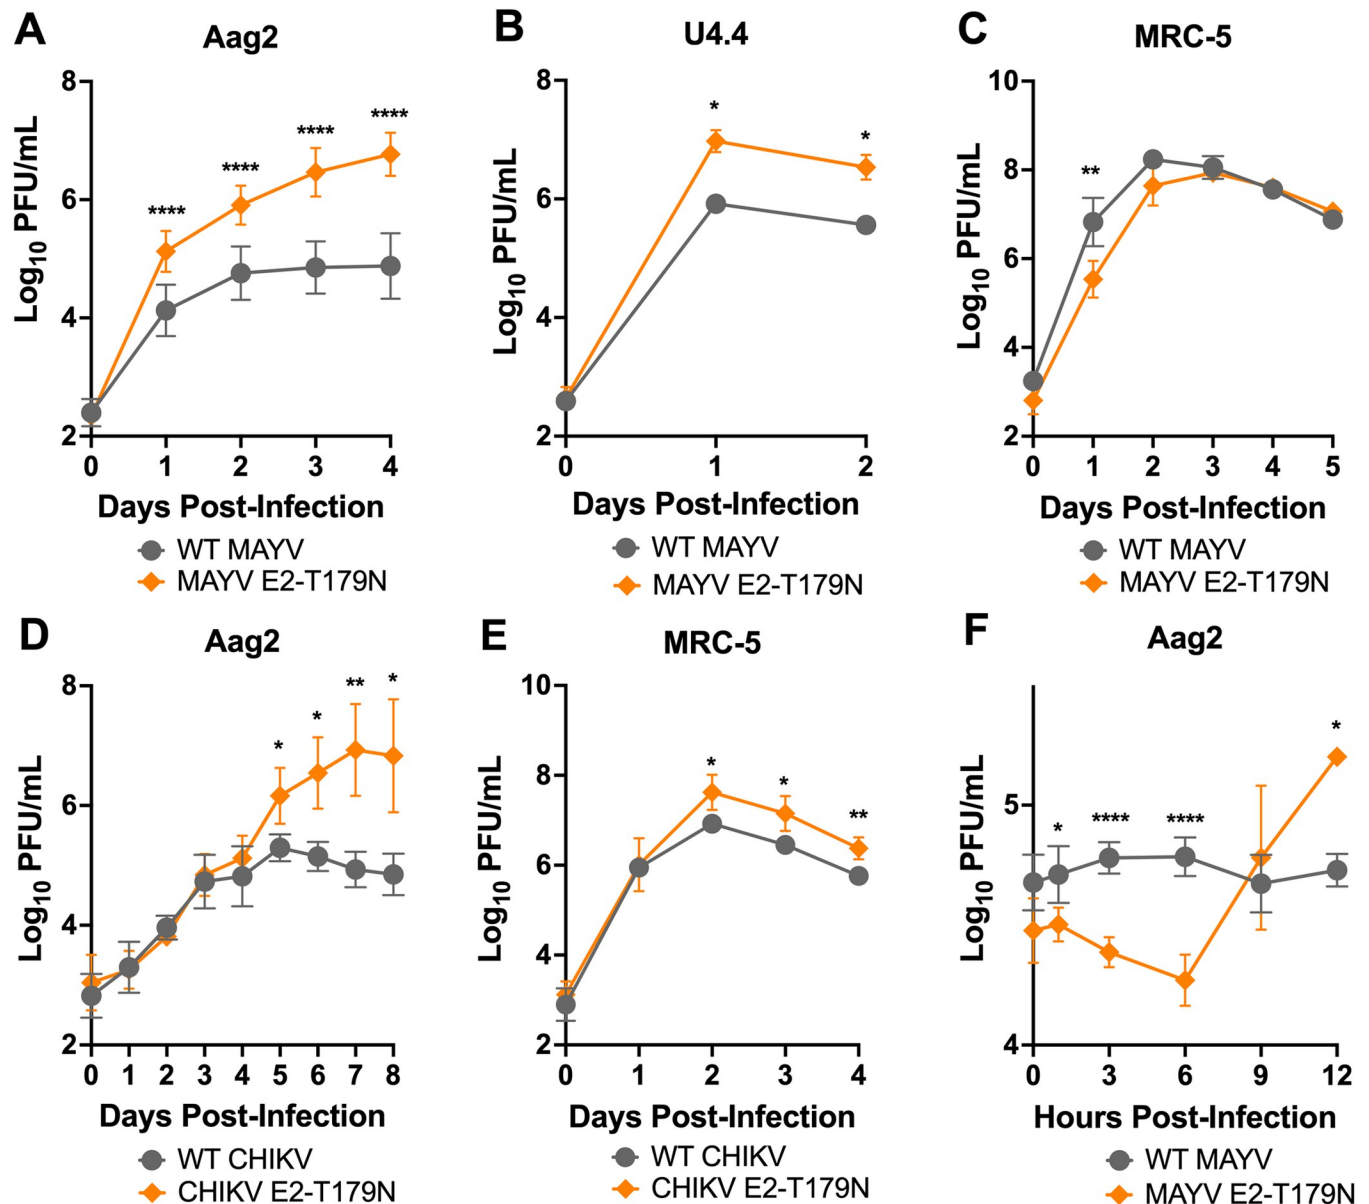 A
Aag2
Log10 PFU/mL
8
6
4
2
****
****
****
****
0 1 2 3 4
Days Post-Infection
WT MAYV
MAYV E2-T179N
B
U4.4
Log10 PFU/mL
8
6
4
2
*
*
0 1 2
Days Post-Infection
WT MAYV
MAYV E2-T179N
C
MRC-5
Log10 PFU/mL
10
8
6
4
2
**
0 1 2 3 4 5
Days Post-Infection
WT MAYV
MAYV E2-T179N
D
Aag2
Log10 PFU/mL
8
6
4
2
*
*
**
*
0 1 2 3 4 5 6 7 8
Days Post-Infection
WT CHIKV
CHIKV E2-T179N
E
MRC-5
Log10 PFU/mL
10
8
6
4
2
*
*
**
0 1 2 3 4
Days Post-Infection
WT CHIKV
CHIKV E2-T179N
F
Aag2
Log10 PFU/mL
5
4
*
****
****
*
0 3 6 9 12
Hours Post-Infection
WT MAYV
MAYV E2-T179N